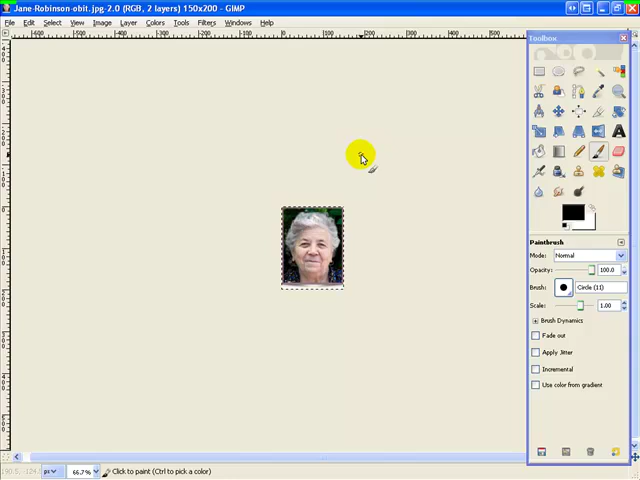 Jane-Robinson-obit.jpg-2.0 (RGB, 2 layers) 150x200 - GIMP
File Edit Select View Image Layer Colors Tools Filters Windows Help
Toolbox
Paintbrush
Mode: Normal
Opacity: 100.0
Brush: Circle (11)
Scale: 1.00
Brush Dynamics
Fade out
Apply Jitter
Incremental
Use color from gradient
px 66.7% Click to paint (Ctrl to pick a color)